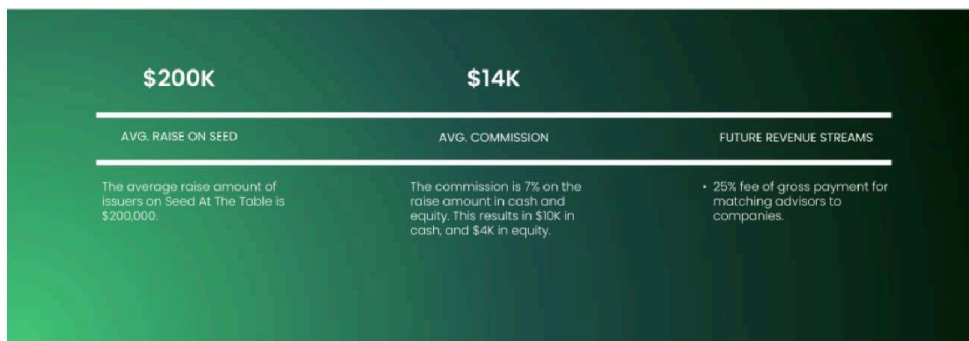 $200K
$14K
AVG. RAISE ON SEED
AVG. COMMISSION
FUTURE REVENUE STREAMS
The average raise amount of
issuers on Seed At The Table is
$200,000.
The commission is 7% on the
raise amount in cash and
equity. This results in $10K in
cash, and $4K in equity.
• 25% fee of gross payment for
matching advisors to
companies.